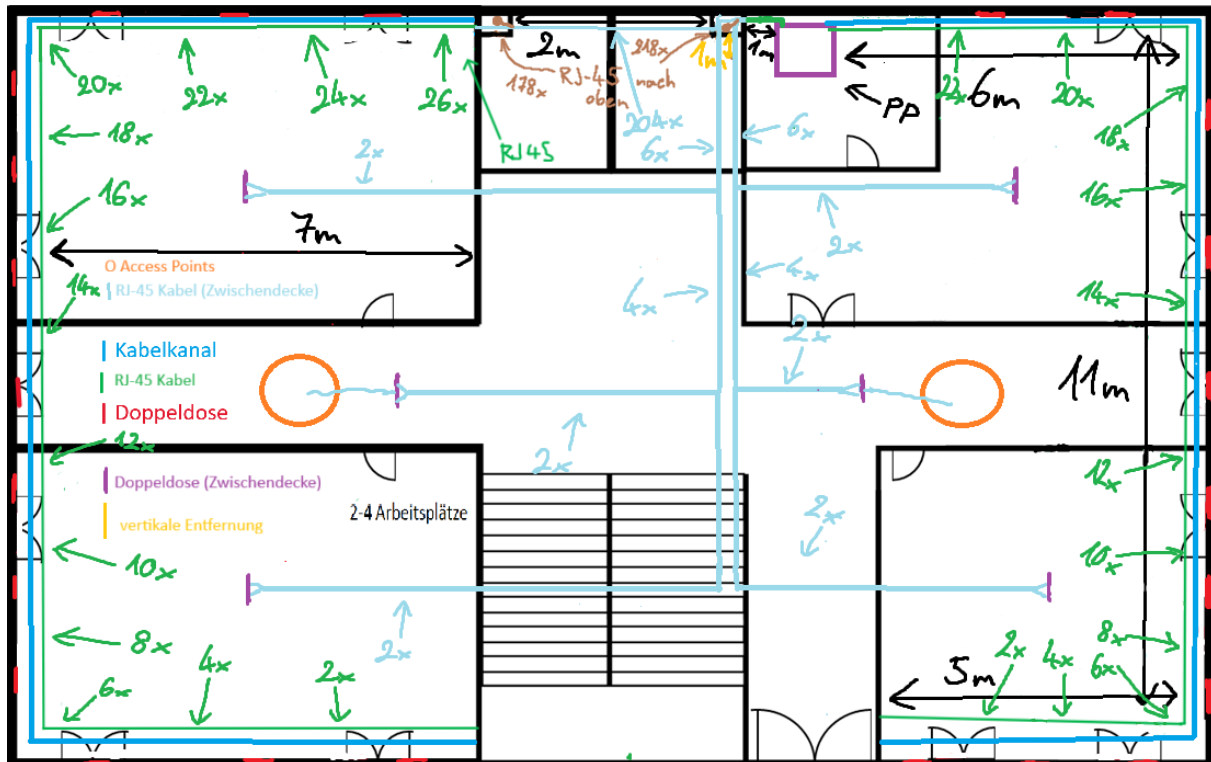 20x
22x
24x
26x
2m
178x
RJ-45
nach
oben
218x
1m
1m
204x
RJ45
6x
6x
PP
22x
6m
20x
18x
18x
2x
16x
16x
7m
2x
O Access Points
RJ-45 Kabel (Zwischendecke)
14x
4x
4x
14x
2x
Kabelkanal
RJ-45 Kabel
Doppeldose
11m
12x
2x
12x
Doppeldose (Zwischendecke)
vertikale Entfernung
2-4 Arbeitsplätze
2x
10x
10x
8x
2x
8x
6x
4x
2x
5m
2x
4x
6x